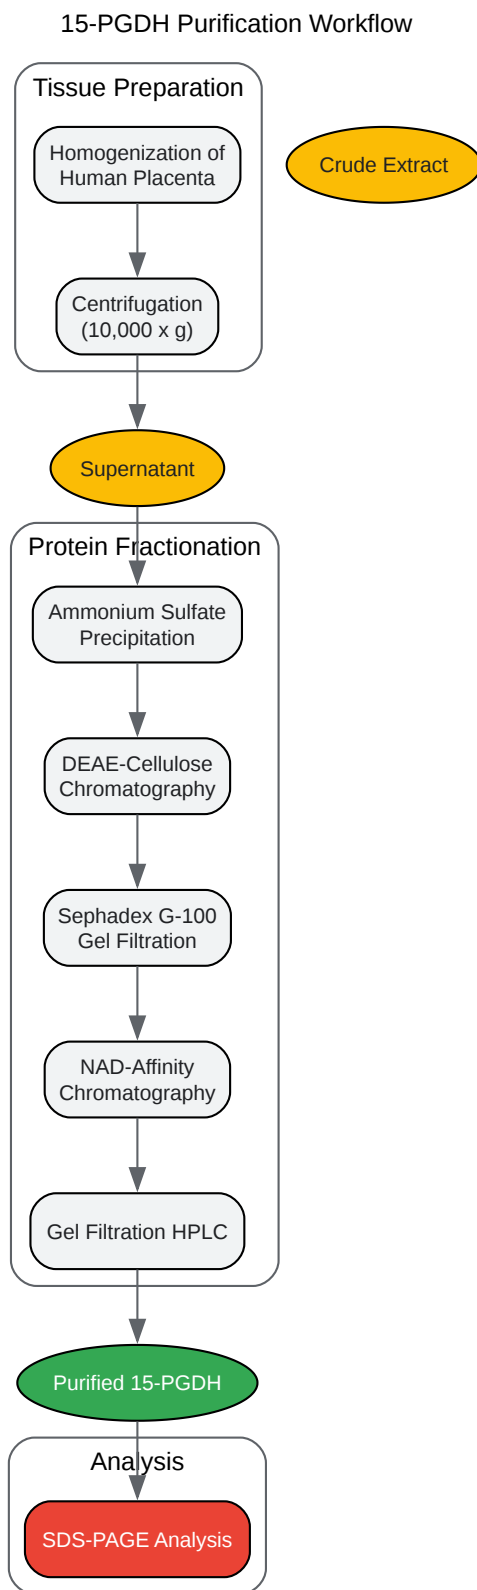 15-PGDH Purification Workflow
Tissue Preparation
Homogenization of
Human Placenta
Crude Extract
Centrifugation
(10,000 x g)
Supernatant
Protein Fractionation
Ammonium Sulfate
Precipitation
DEAE-Cellulose
Chromatography
Sephadex G-100
Gel Filtration
NAD-Affinity
Chromatography
Gel Filtration HPLC
Purified 15-PGDH
Analysis
SDS-PAGE Analysis